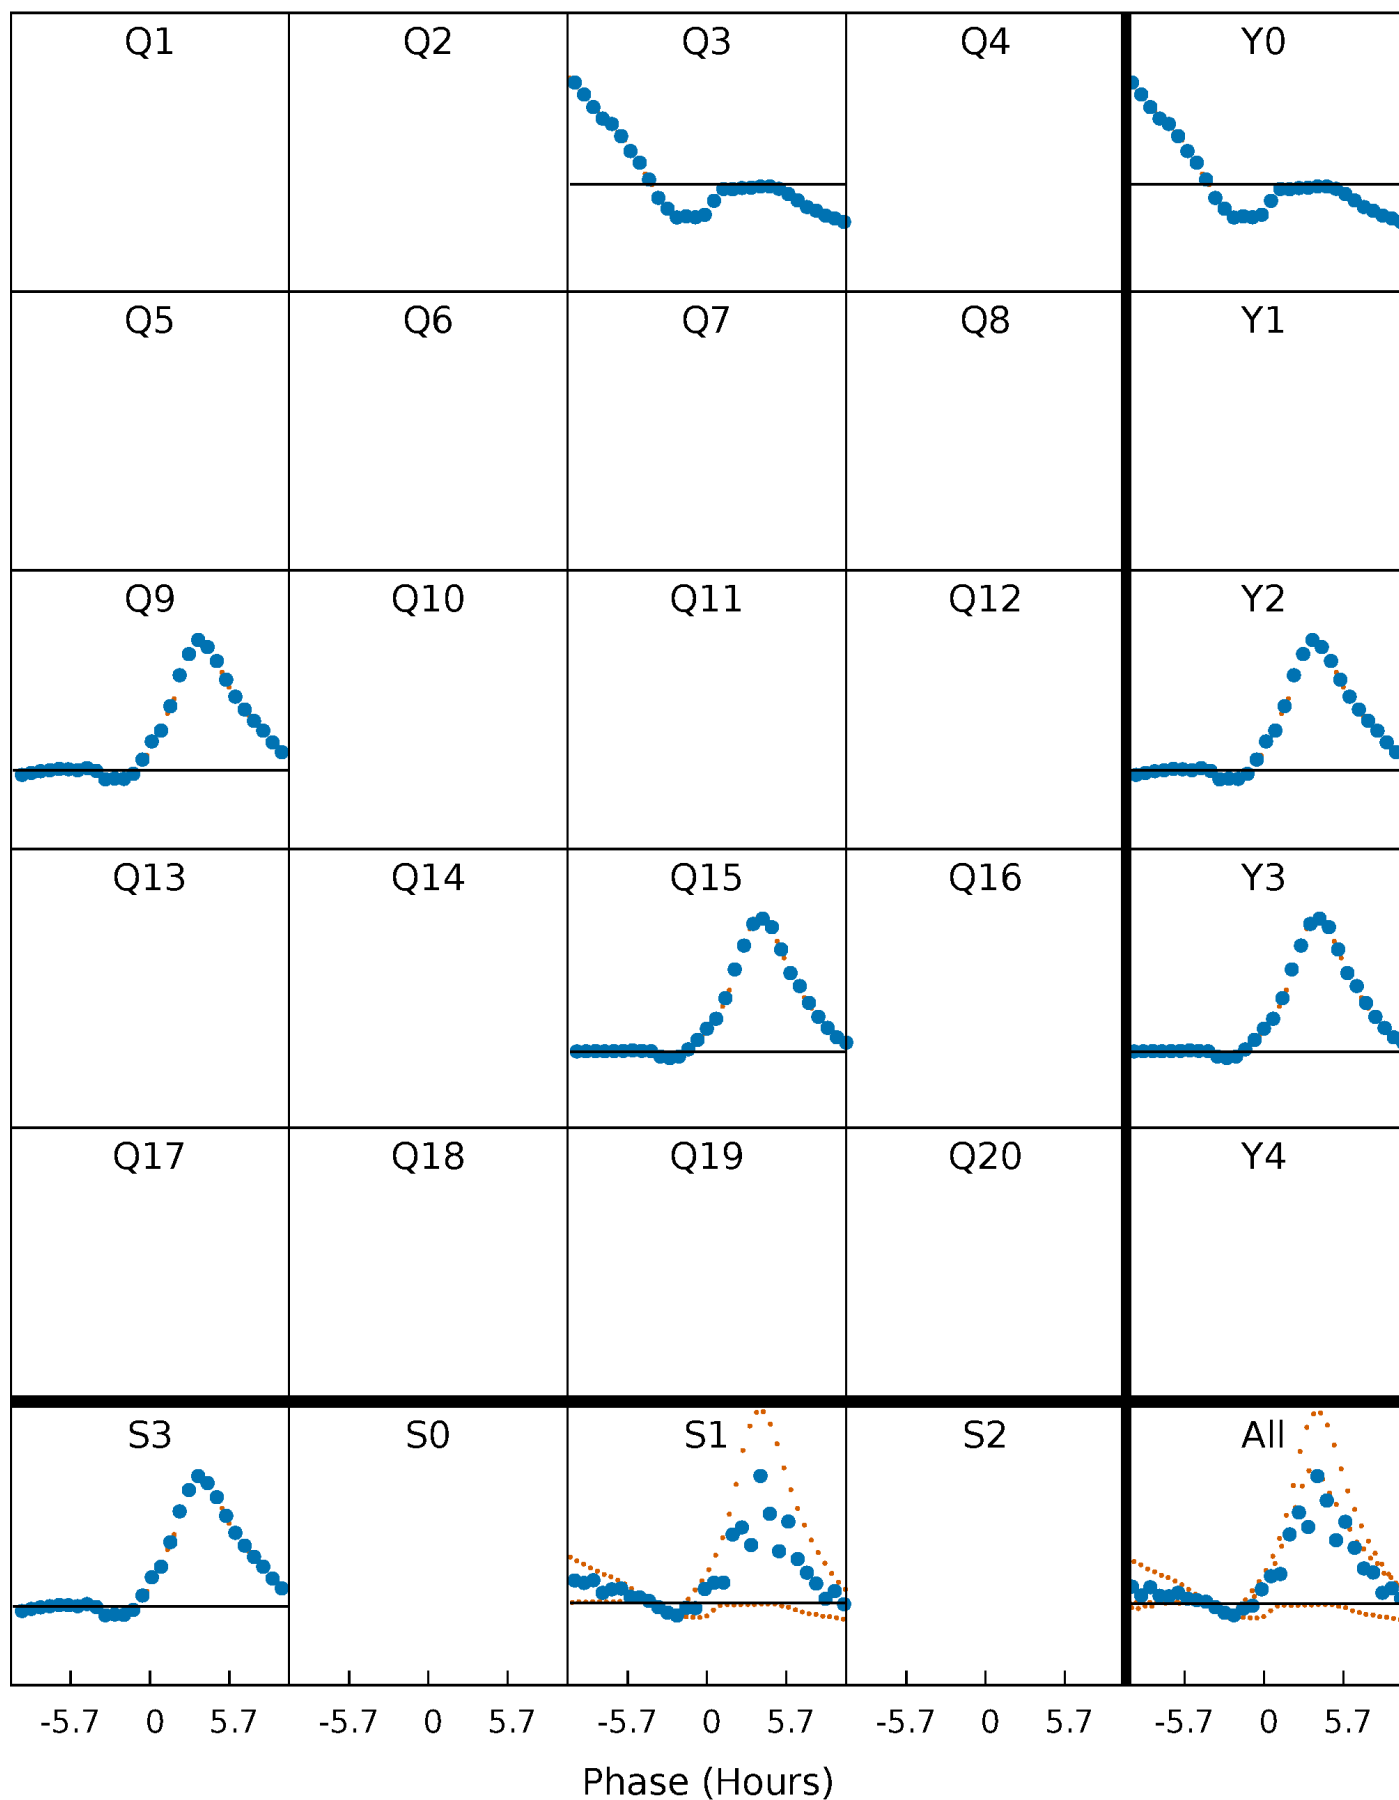 Q1 Q2 Q3 Q4 Y0
Q5 Q6 Q7 Q8 Y1
Q9 Q10 Q11 Q12 Y2
Q13 Q14 Q15 Q16 Y3
Q17 Q18 Q19 Q20 Y4
S3 S0 S1 S2 All
-5.7 0 5.7 -5.7 0 5.7 -5.7 0 5.7 -5.7 0 5.7 -5.7 0 5.7
Phase (Hours)